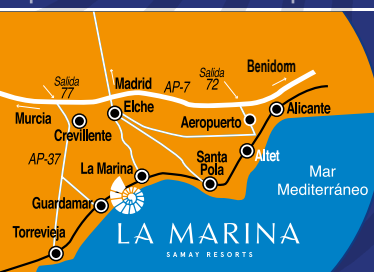 Salida
77
Madrid
AP-7
Salida
72
Benidorm
Murcia
Elche
Crevillente
Aeropuerto
Alicante
AP-37
La Marina
Santa
Pola
Altet
Mar
Mediterráneo
Guardamar
Torrevieja
LA MARINA
SAMAY RESORTS